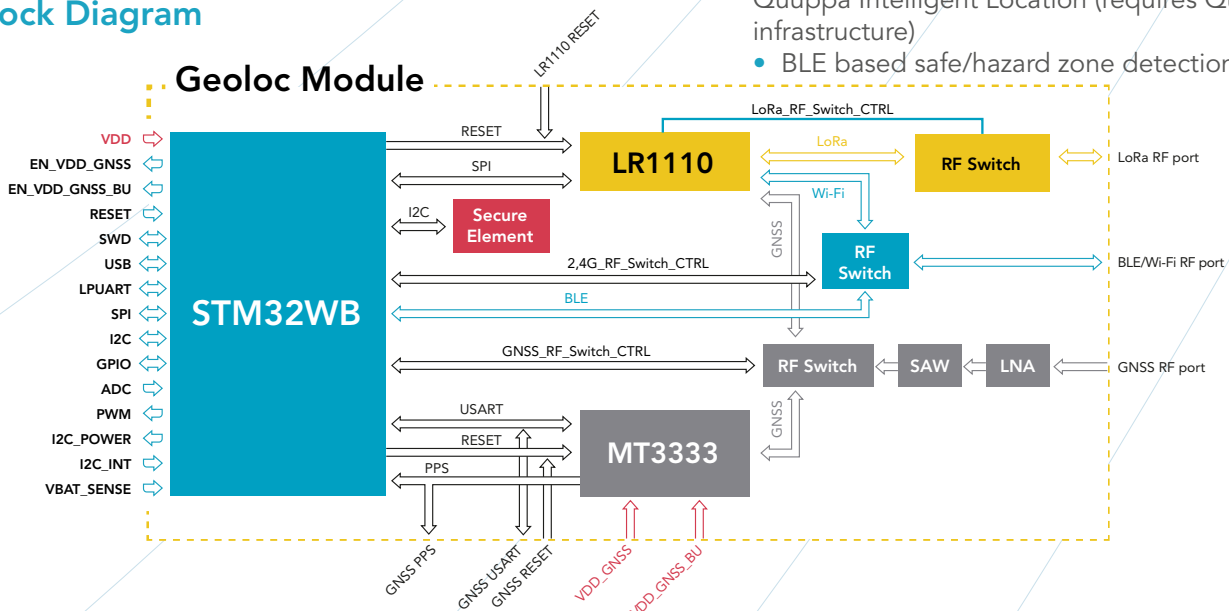 ock Diagram
Quuppa Intelligent Location (requires Qu
infrastructure)
• BLE based safe/hazard zone detection
Geoloc Module
LR1110 RESET
VDD
EN_VDD_GNSS
EN_VDD_GNSS_BU
RESET
SWD
USB
LPUART
SPI
I2C
GPIO
ADC
PWM
I2C_POWER
I2C_INT
VBAT_SENSE
STM32WB
RESET
SPI
I2C
Secure
Element
2,4G_RF_Switch_CTRL
BLE
GNSS_RF_Switch_CTRL
USART
RESET
PPS
LR1110
LoRa_RF_Switch_CTRL
LoRa
RF Switch
LoRa RF port
Wi-Fi
GNSS
RF
Switch
BLE/Wi-Fi RF port
RF Switch
SAW
LNA
GNSS RF port
GNSS
MT3333
GNSS PPS
GNSS USART
GNSS RESET
VDD_GNSS
VDD_GNSS_BU